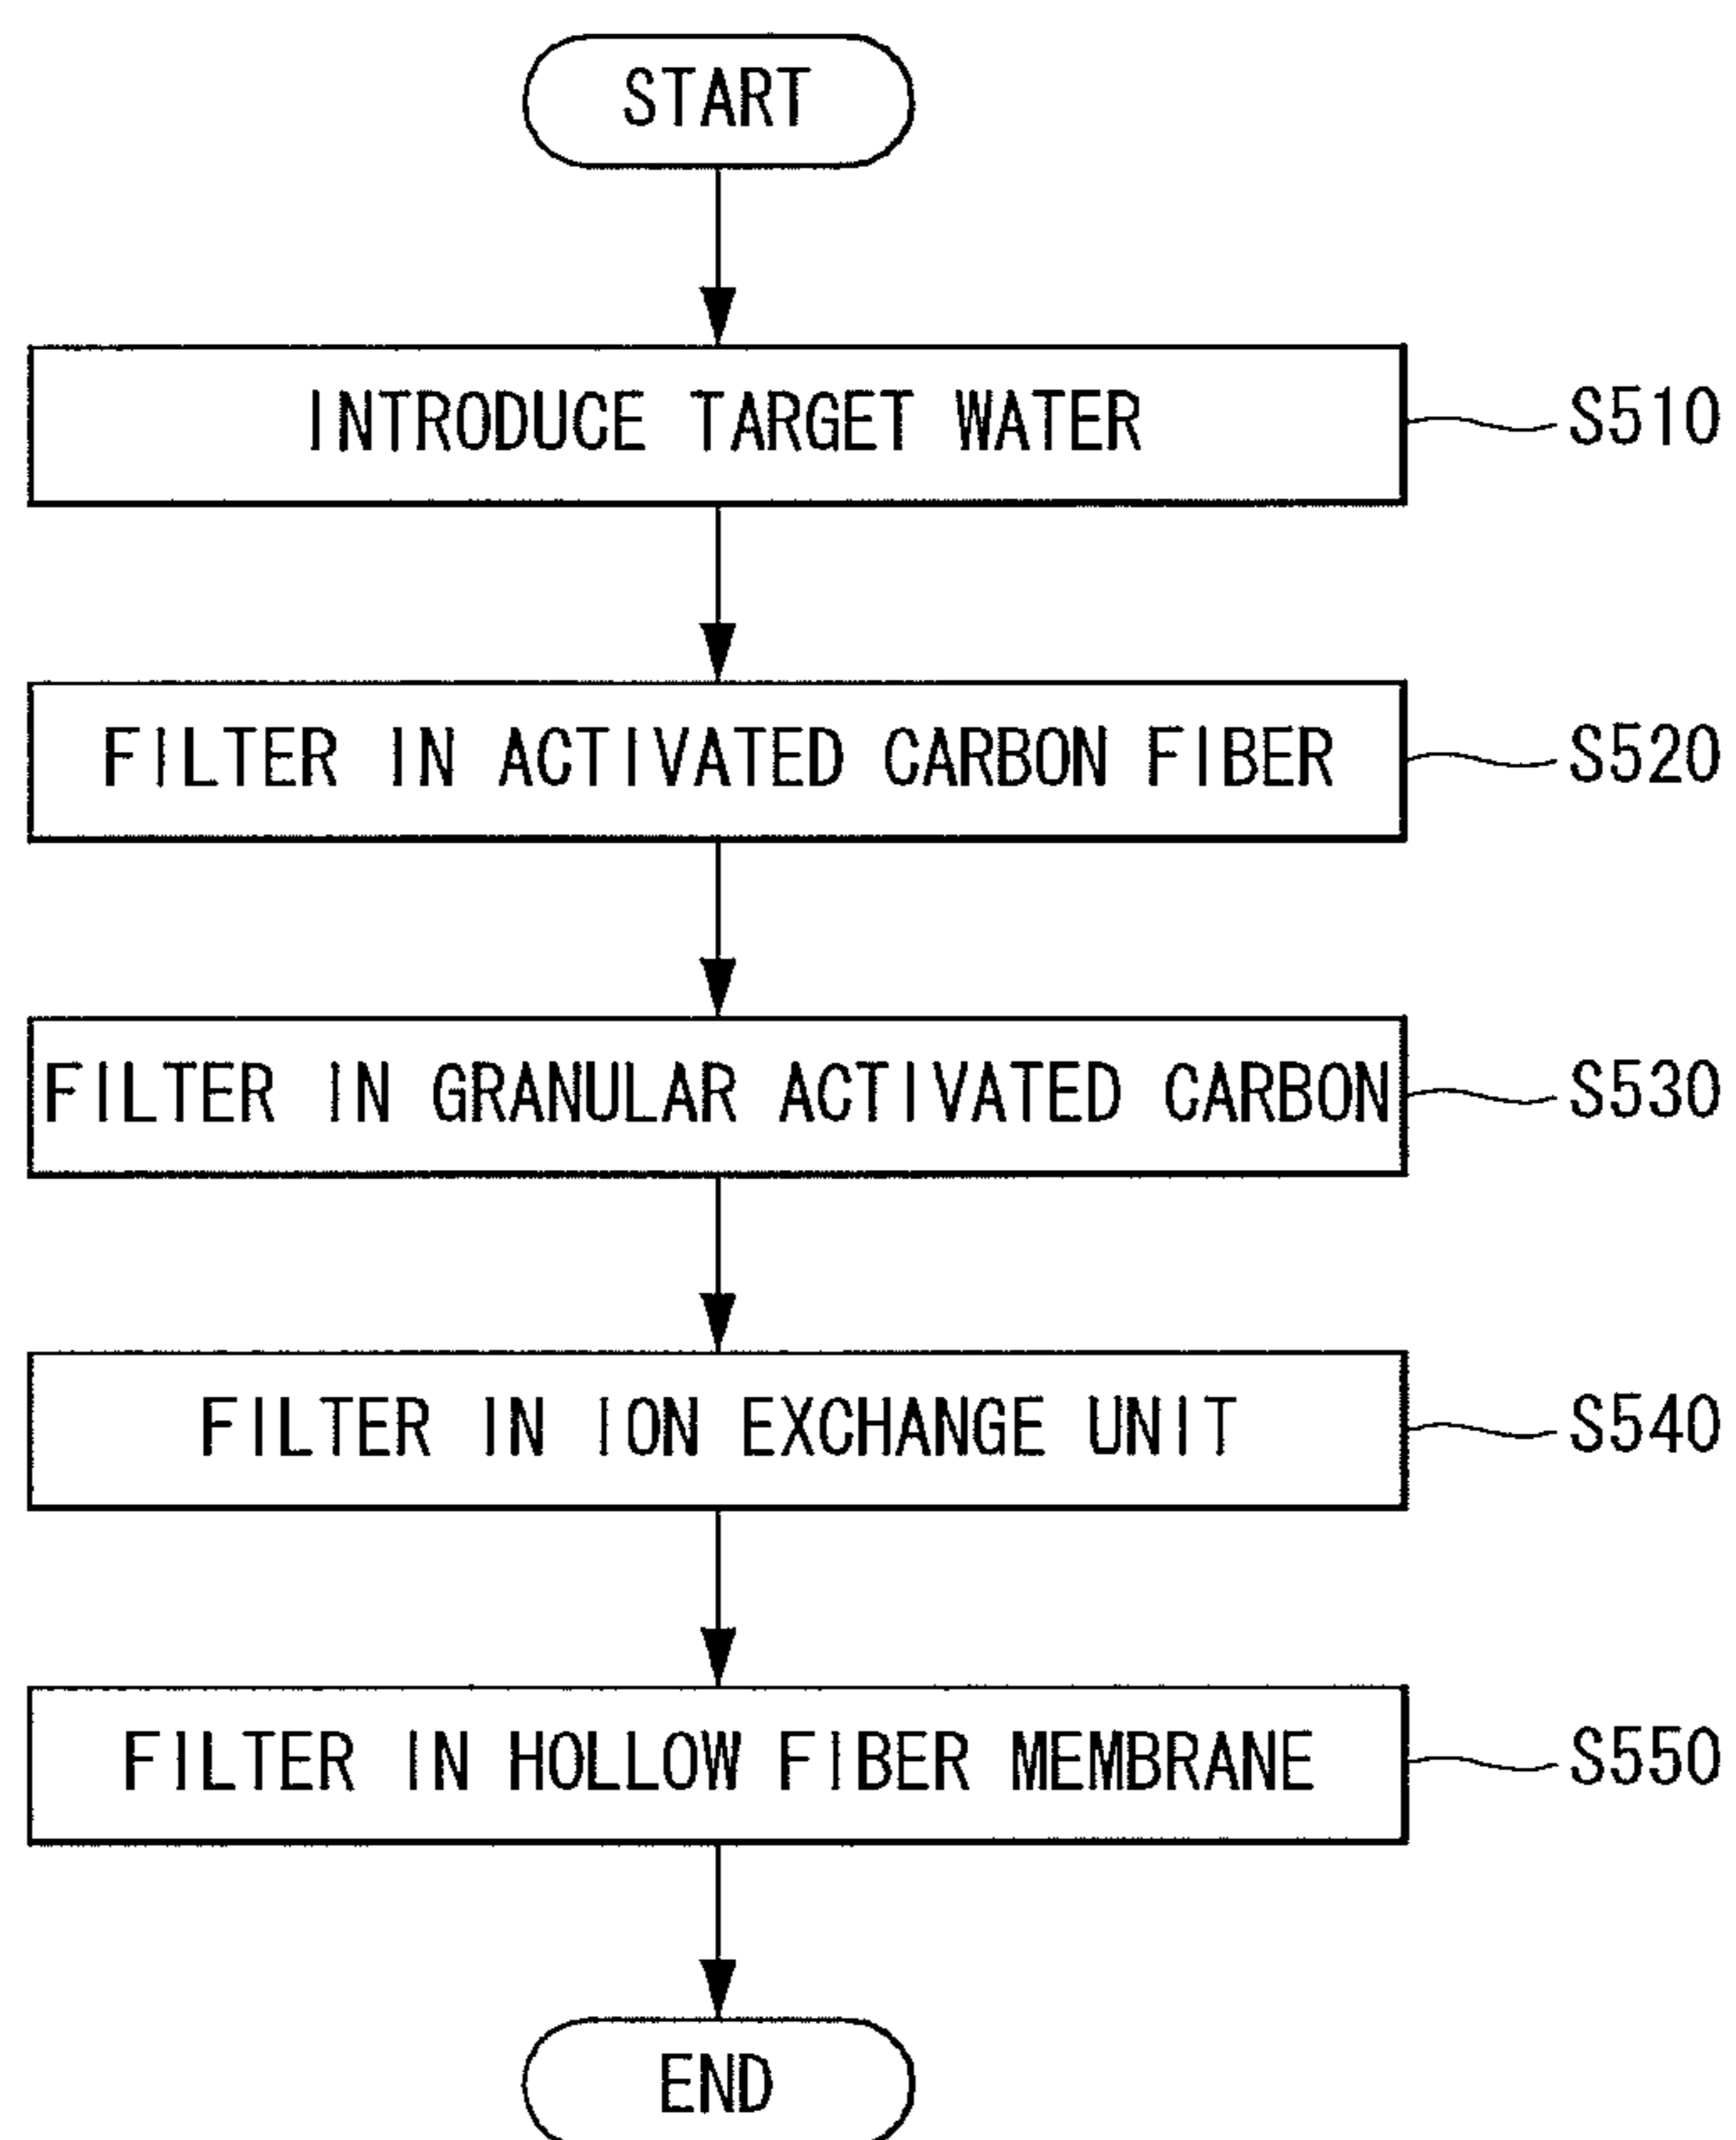 START
INTRODUCE TARGET WATER S510
FILTER IN ACTIVATED CARBON FIBER S520
FILTER IN GRANULAR ACTIVATED CARBON S530
FILTER IN ION EXCHANGE UNIT S540
FILTER IN HOLLOW FIBER MEMBRANE S550
END